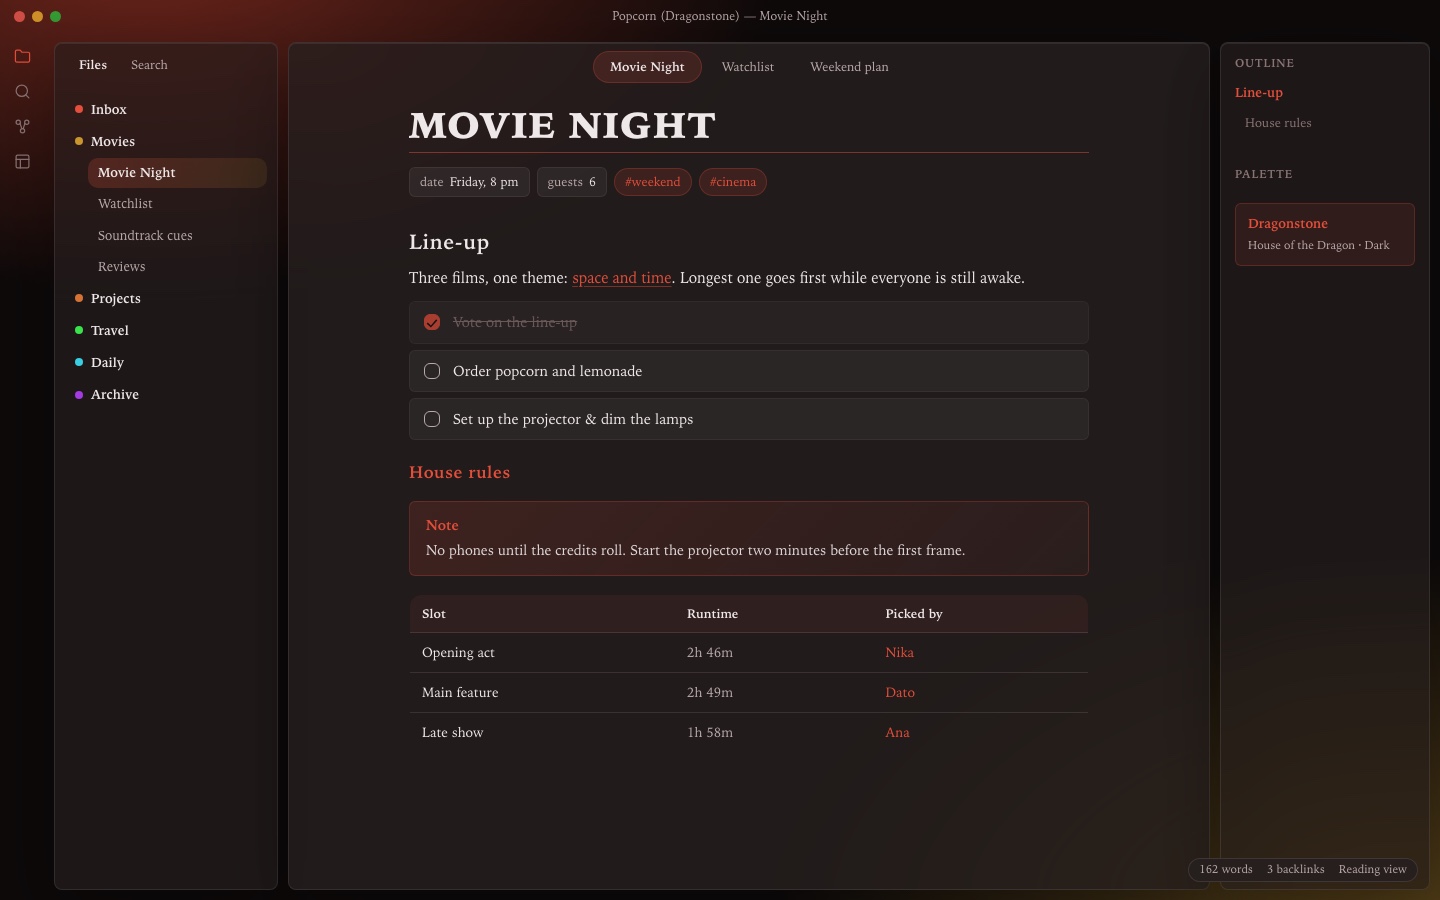 Popcorn (Dragonstone) — Movie Night
Files Search
Inbox
Movies
Movie Night
Watchlist
Soundtrack cues
Reviews
Projects
Travel
Daily
Archive
Movie Night Watchlist Weekend plan
MOVIE NIGHT
date Friday, 8 pm guests 6 #weekend #cinema
Line-up
Three films, one theme: space and time. Longest one goes first while everyone is still awake.
Vote on the line-up
Order popcorn and lemonade
Set up the projector & dim the lamps
House rules
Note
No phones until the credits roll. Start the projector two minutes before the first frame.
Slot Runtime Picked by
Opening act 2h 46m Nika
Main feature 2h 49m Dato
Late show 1h 58m Ana
OUTLINE
Line-up
House rules
PALETTE
Dragonstone
House of the Dragon · Dark
162 words 3 backlinks Reading view